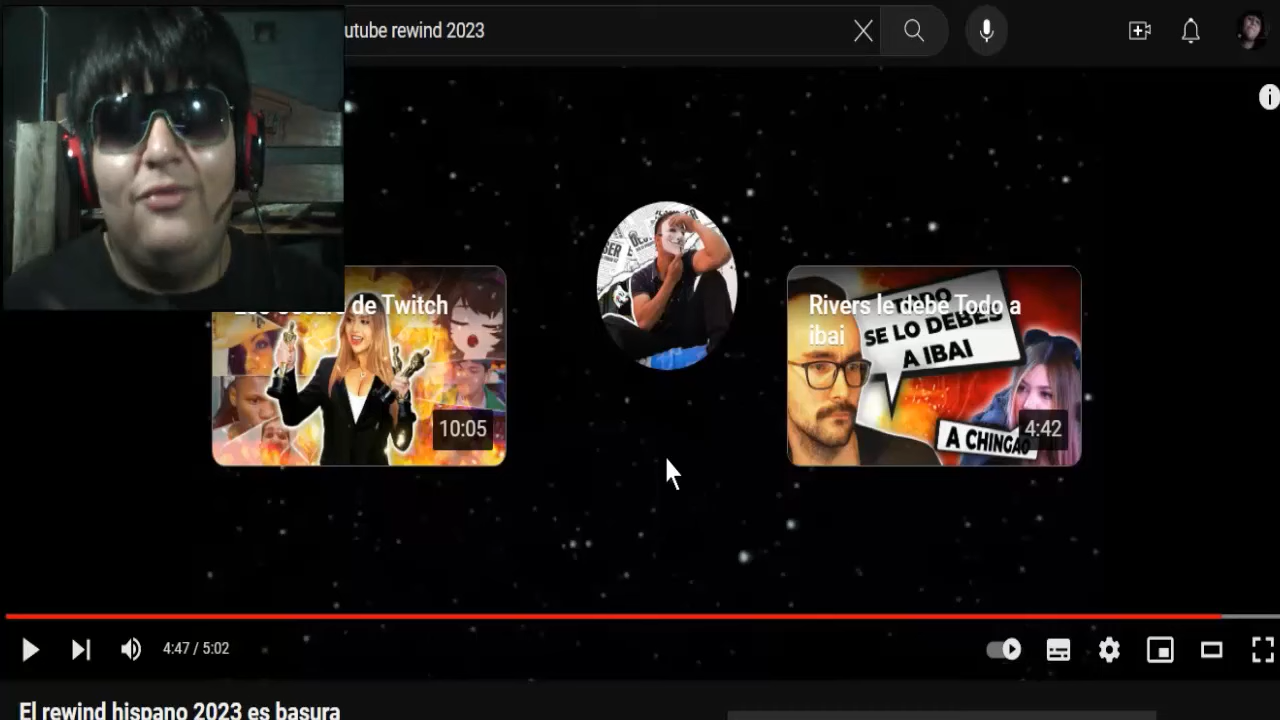 utube rewind 2023
de Twitch
10:05
Rivers le debe Todo a
ibai
SE LO DEBES
A IBAI
A CHINGAO
4:42
4:47 / 5:02
El rewind hispano 2023 es basura